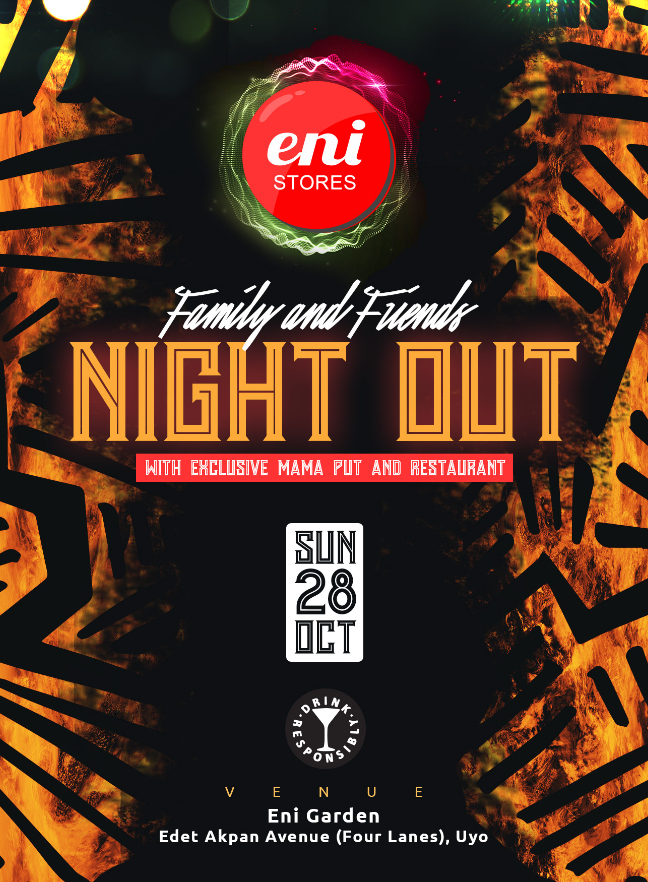 eni
STORES
Family and Friends
NIGHT OUT
WITH EXCLUSIVE MAMA PUT AND RESTAURANT
SUN
28
OCT
· DRINK ·
RESPONSIBLY
VENUE
Eni Garden
Edet Akpan Avenue (Four Lanes), Uyo